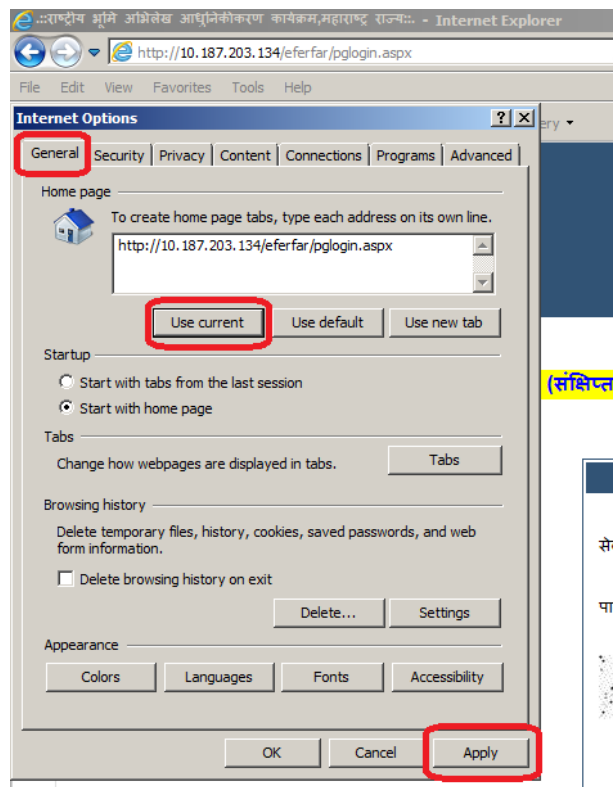 .::राष्ट्रीय भूमि अभिलेख आधुनिकीकरण कार्यक्रम,महाराष्ट्र राज्य::. - Internet Explorer
http://10.187.203.134/eferfar/pglogin.aspx
File Edit View Favorites Tools Help
Internet Options
ery
General Security Privacy Content Connections Programs Advanced
Home page
To create home page tabs, type each address on its own line.
http://10.187.203.134/eferfar/pglogin.aspx
Use current Use default Use new tab
Startup
Start with tabs from the last session
(संक्षिप्त
Start with home page
Tabs
Change how webpages are displayed in tabs. Tabs
Browsing history
Delete temporary files, history, cookies, saved passwords, and web
form information.
Delete browsing history on exit
Delete... Settings
पा
Appearance
Colors Languages Fonts Accessibility
OK Cancel Apply